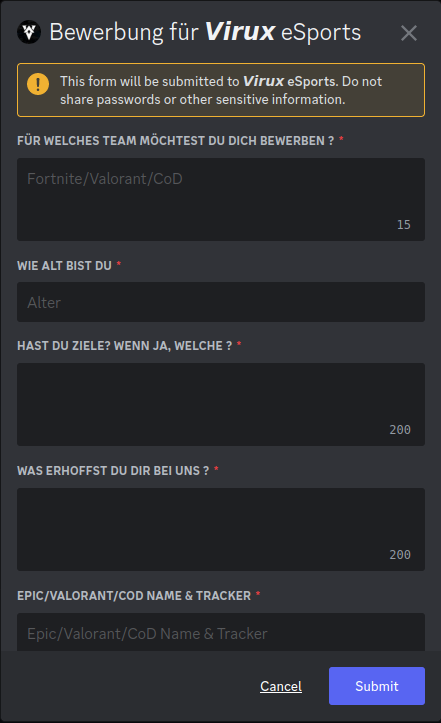 Bewerbung für Virux eSports
This form will be submitted to Virux eSports. Do not
share passwords or other sensitive information.
FÜR WELCHES TEAM MÖCHTEST DU DICH BEWERBEN ? *
Fortnite/Valorant/CoD
15
WIE ALT BIST DU *
Alter
HAST DU ZIELE? WENN JA, WELCHE ? *
200
WAS ERHOFFST DU DIR BEI UNS ? *
200
EPIC/VALORANT/COD NAME & TRACKER *
Epic/Valorant/CoD Name & Tracker
Cancel
Submit